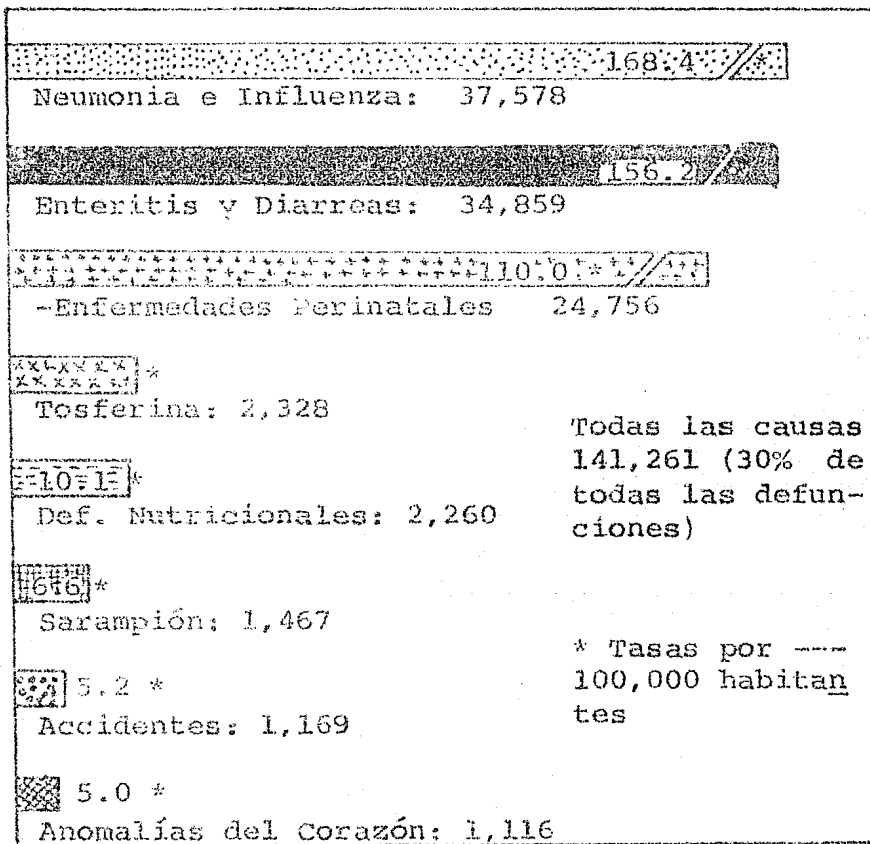 168.4 *
Neumonia e Influenza: 37,578
156.2 *
Enteritis y Diarreas: 34,859
110.0 *
-Enfermedades Perinatales 24,756
*
Tosferina: 2,328
10.1 *
Def. Nutricionales: 2,260
6.6 *
Sarampión: 1,467
5.2 *
Accidentes: 1,169
5.0 *
Anomalías del Corazón: 1,116
Todas las causas
141,261 (30% de
todas las defun-
ciones)
* Tasas por ---
100,000 habitan
tes